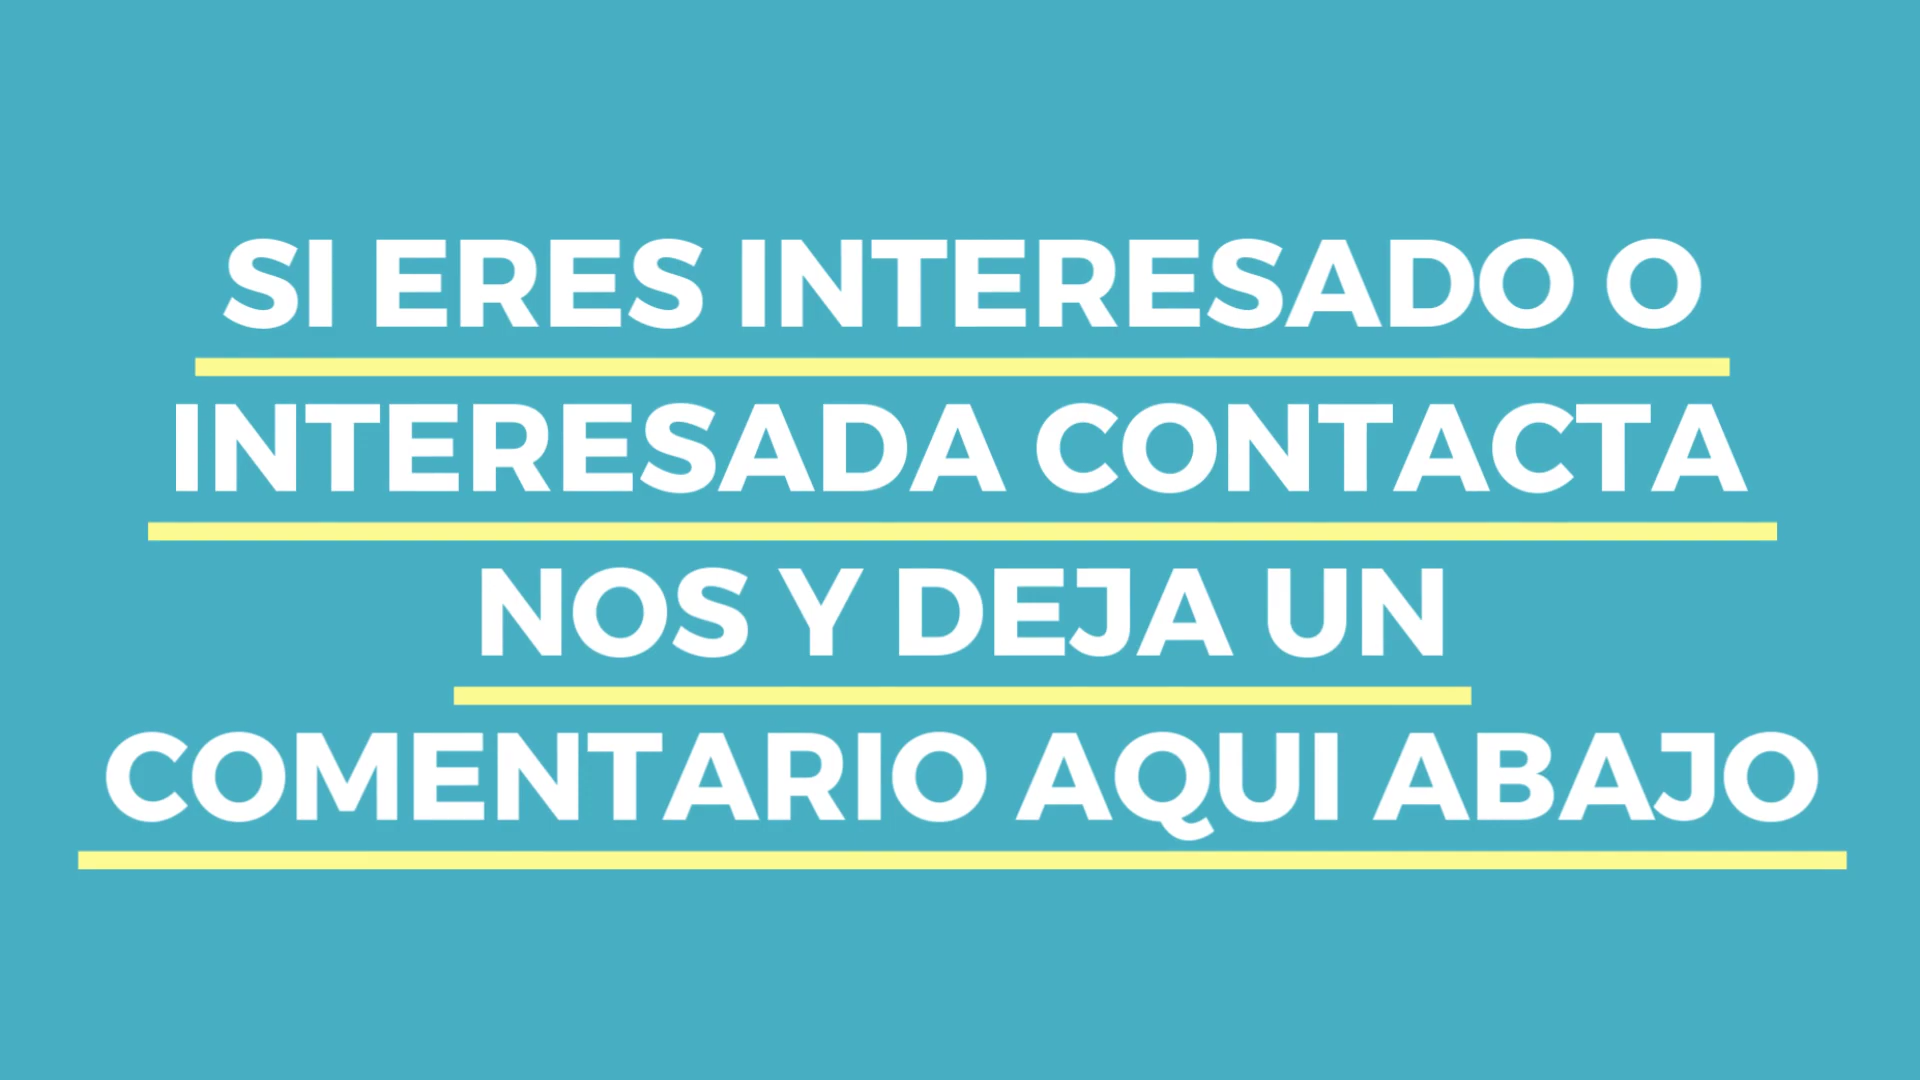 SI ERES INTERESADO O
INTERESADA CONTACTA
NOS Y DEJA UN
COMENTARIO AQUI ABAJO